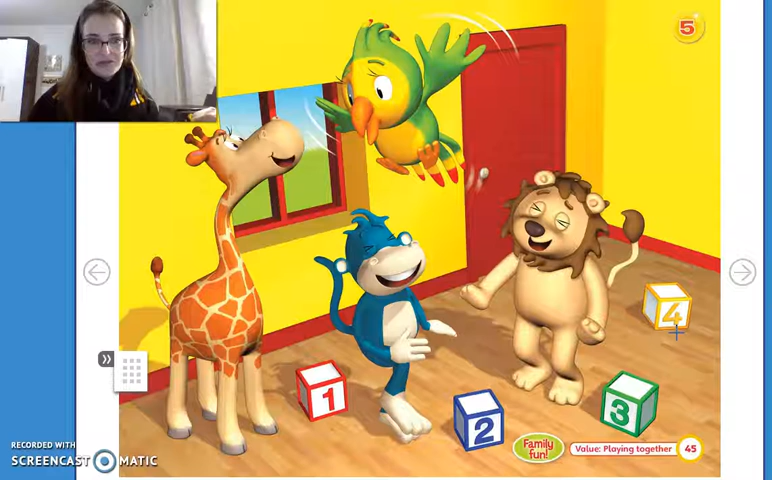 5
4
1
2
3
Family
fun!
Value: Playing together
45
RECORDED WITH
SCREENCAST MATIC